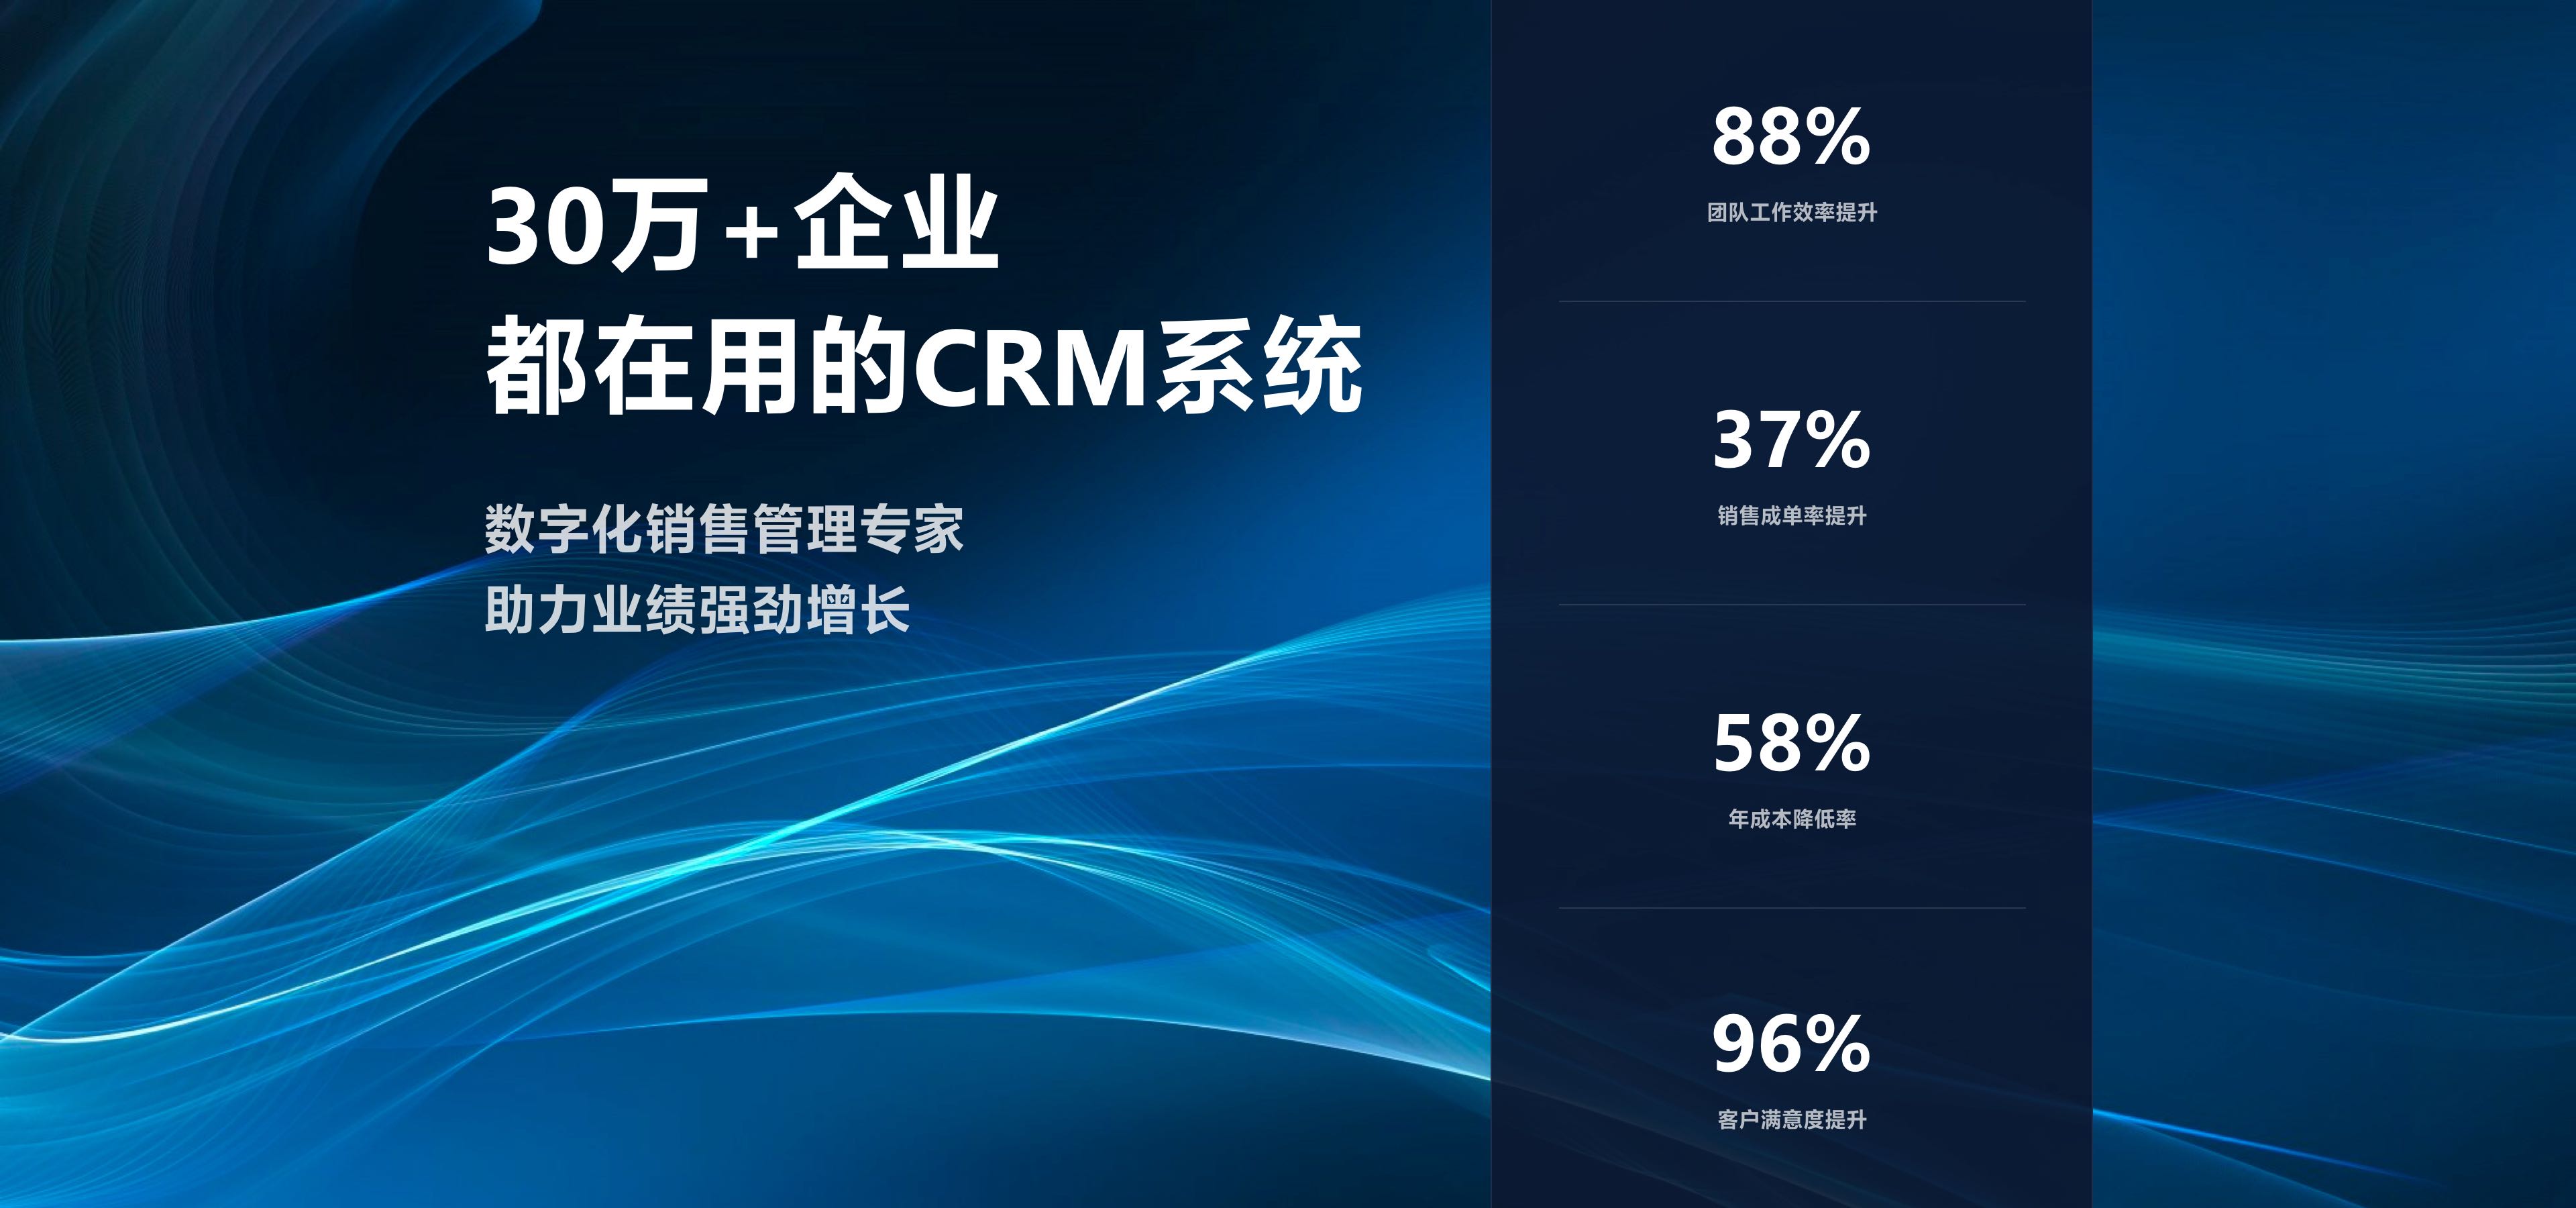 30万+企业
都在用的CRM系统
数字化销售管理专家
助力业绩强劲增长
88%
团队工作效率提升
37%
销售成单率提升
58%
年成本降低率
96%
客户满意度提升